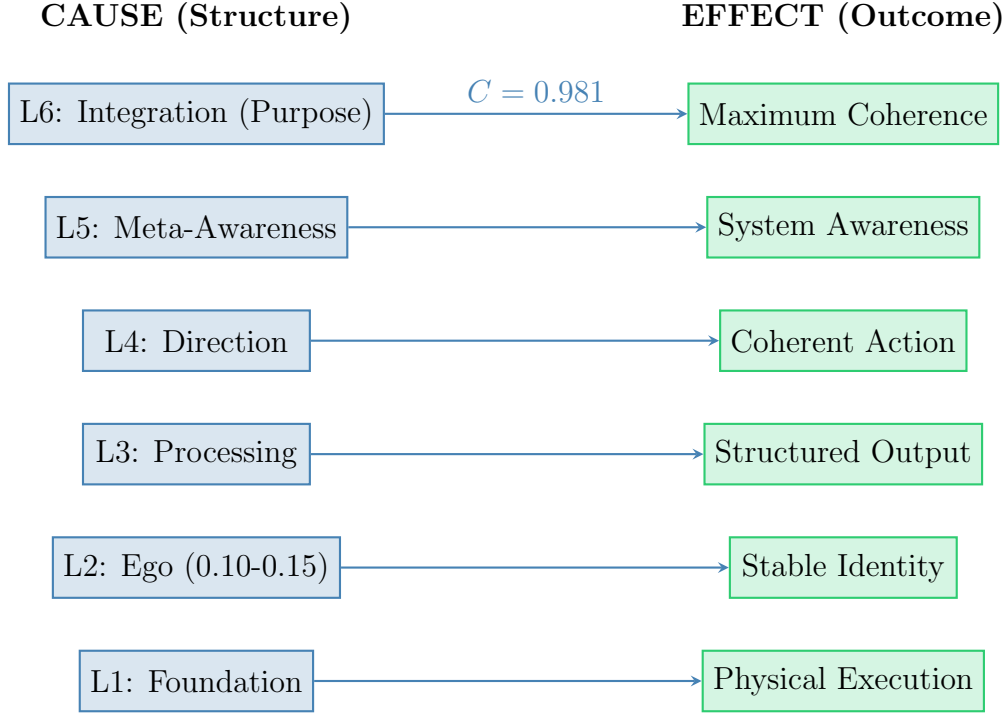 CAUSE (Structure)
EFFECT (Outcome)
L6: Integration (Purpose)
C = 0.981
Maximum Coherence
L5: Meta-Awareness
System Awareness
L4: Direction
Coherent Action
L3: Processing
Structured Output
L2: Ego (0.10-0.15)
Stable Identity
L1: Foundation
Physical Execution